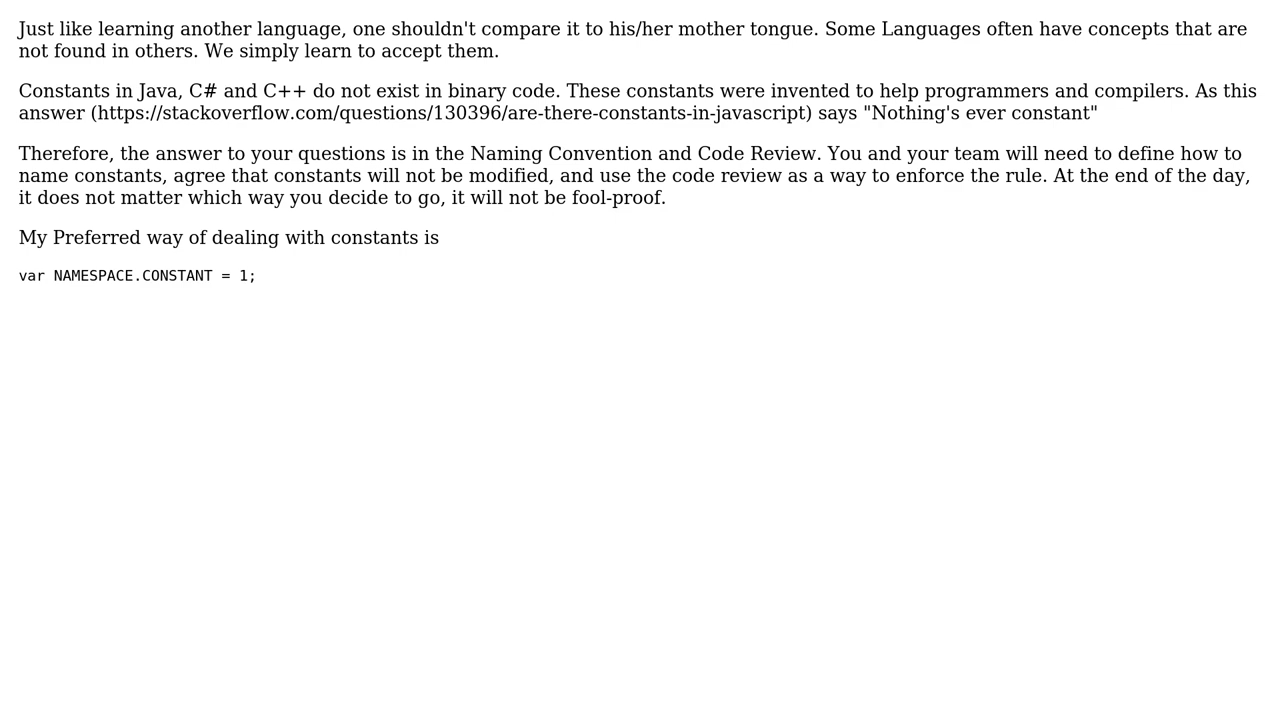 Just like learning another language, one shouldn't compare it to his/her mother tongue. Some Languages often have concepts that are
not found in others. We simply learn to accept them.
Constants in Java, C# and C++ do not exist in binary code. These constants were invented to help programmers and compilers. As this
answer (https://stackoverflow.com/questions/130396/are-there-constants-in-javascript) says "Nothing's ever constant"
Therefore, the answer to your questions is in the Naming Convention and Code Review. You and your team will need to define how to
name constants, agree that constants will not be modified, and use the code review as a way to enforce the rule. At the end of the day,
it does not matter which way you decide to go, it will not be fool-proof.
My Preferred way of dealing with constants is
var NAMESPACE.CONSTANT = 1;